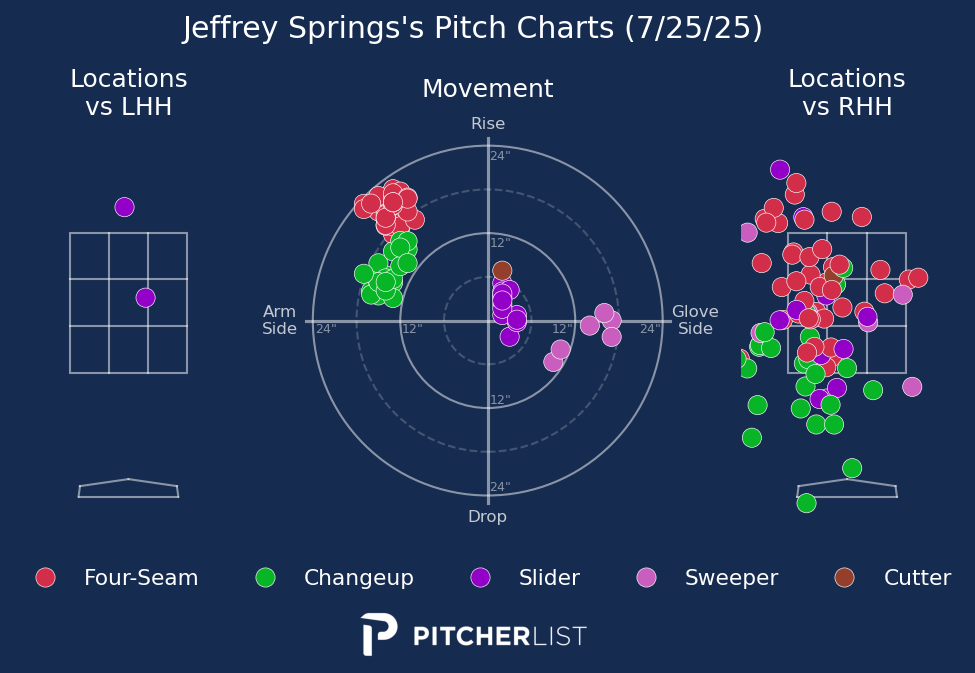 Jeffrey Springs's Pitch Charts (7/25/25)
Locations
vs LHH
Movement
Locations
vs RHH
Rise
24"
12"
Arm
Side
24"
12"
12"
24"
Glove
Side
12"
24"
Drop
Four-Seam
Changeup
Slider
Sweeper
Cutter
PITCHERLIST